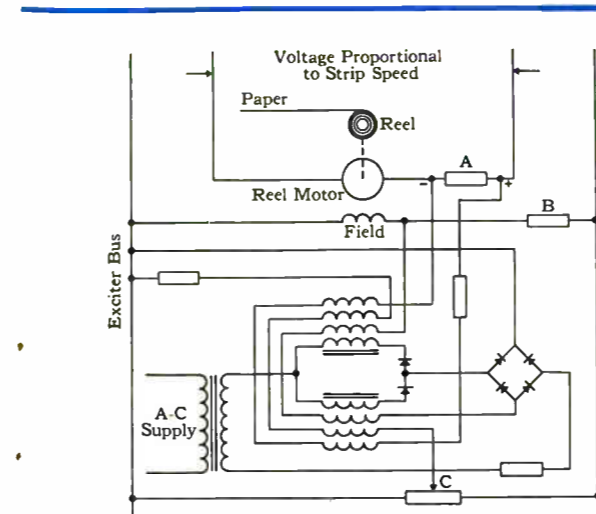 Voltage Proportional
to Strip Speed
Paper
Reel
A
-
+
Reel Motor
B
Field
Exciter Bus
A-C
Supply
C